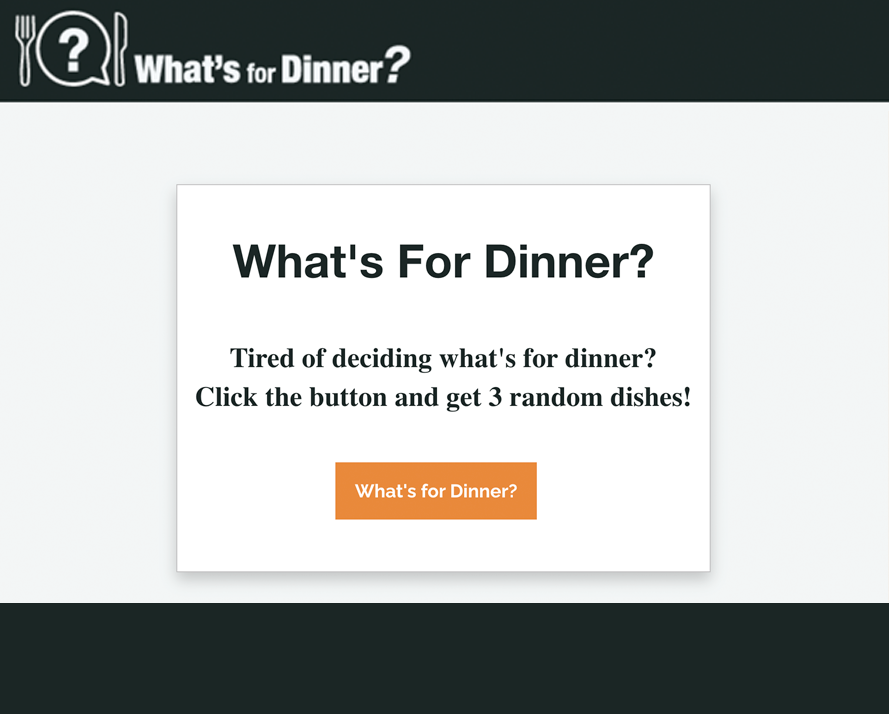 ?
What's for Dinner?
What's For Dinner?
Tired of deciding what's for dinner?
Click the button and get 3 random dishes!
What's for Dinner?